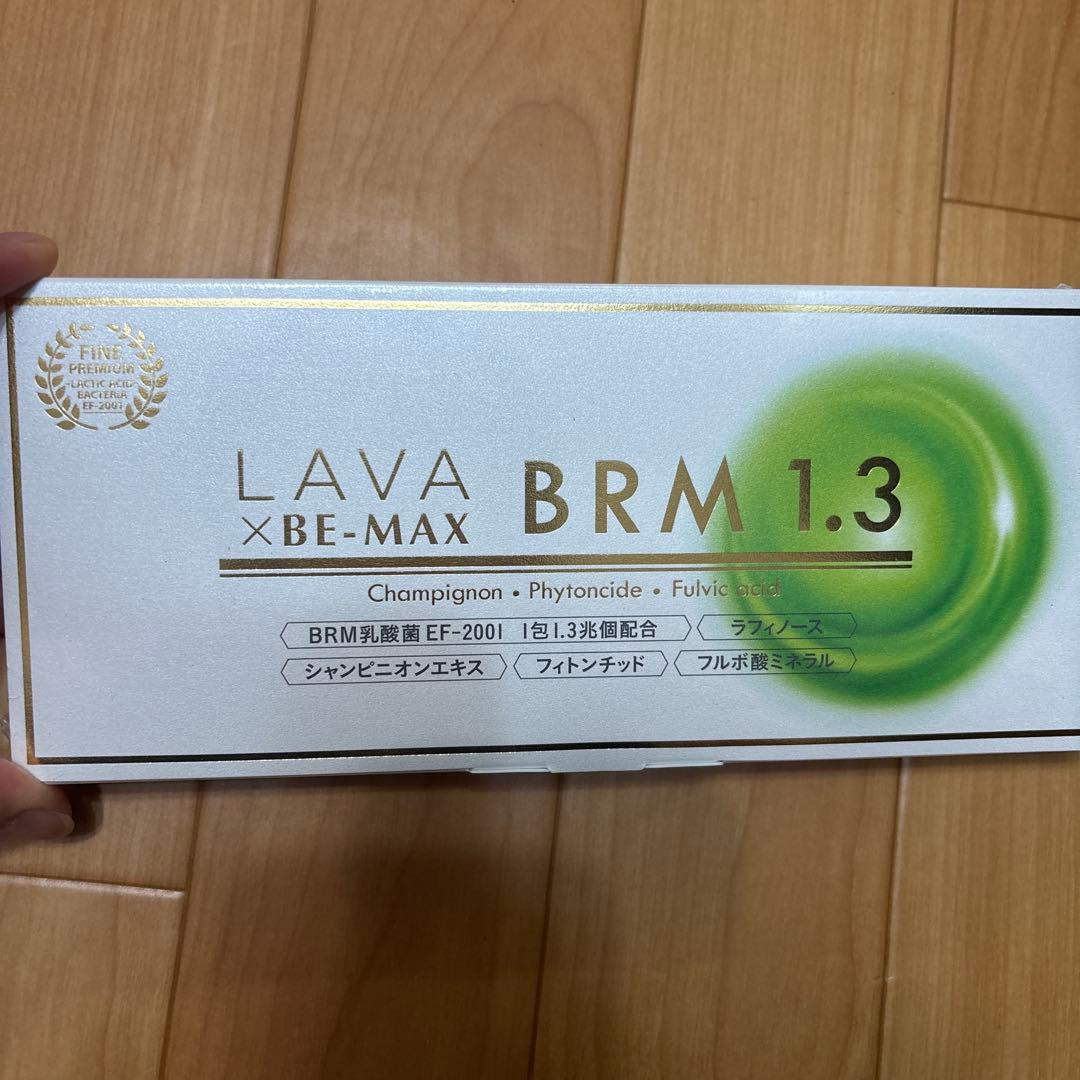 FINE
PREMIUM
-LACTIC ACID-
BACTERIA
EF-2001
LAVA
×BE-MAX
BRM 1.3
Champignon • Phytoncide • Fulvic acid
BRM乳酸菌 EF-2001 1包1.3兆個配合
ラフィノース
シャンピニオンエキス
フィトンチッド
フルボ酸ミネラル